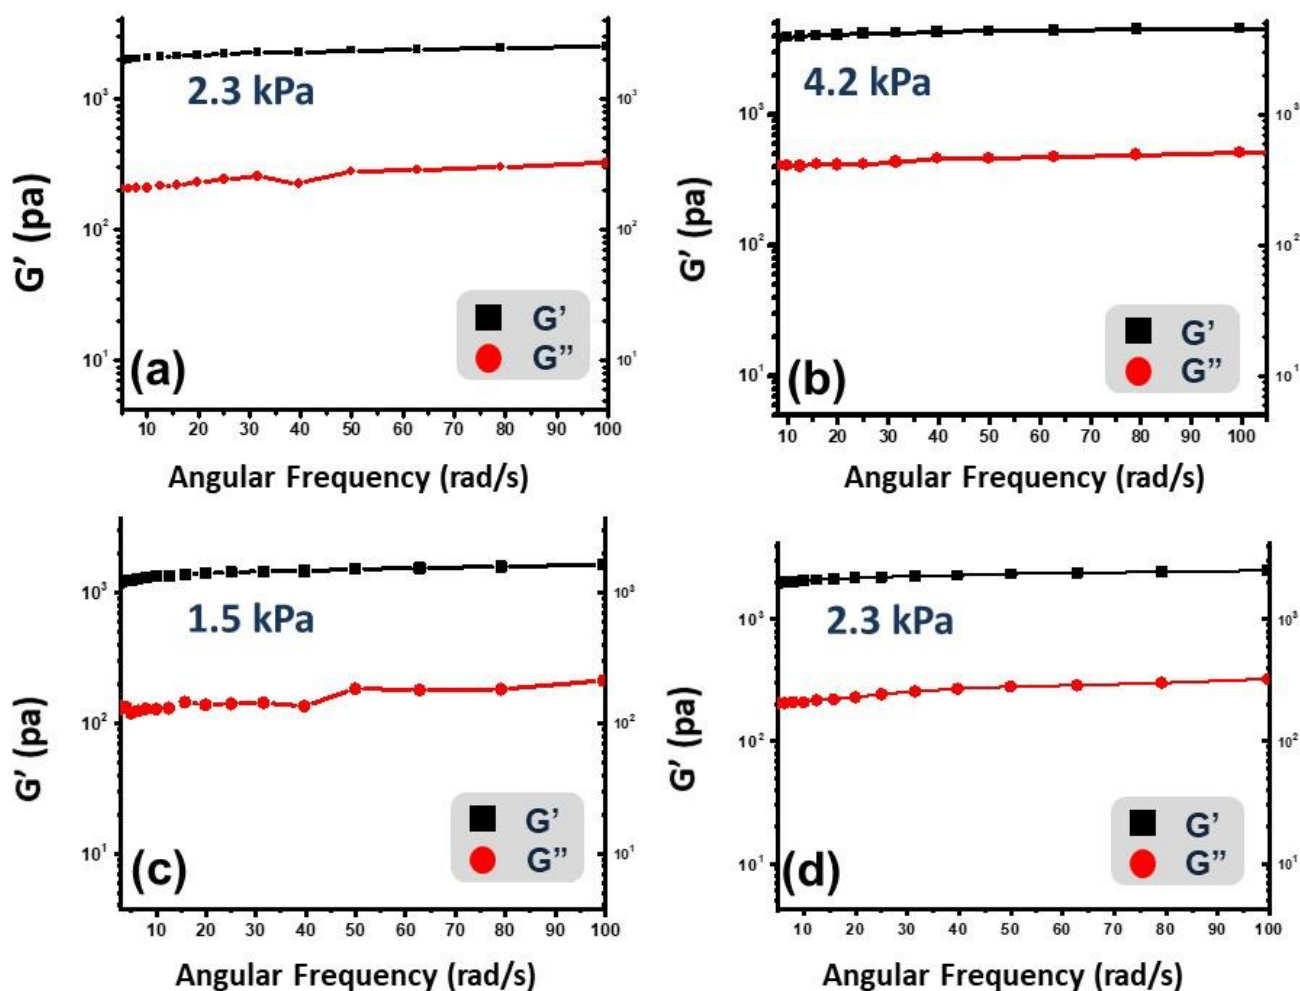 10³
2.3 kPa
10³
10²
10²
G' (pa)
10¹
10¹
G'
G"
(a)
10 20 30 40 50 60 70 80 90 100
Angular Frequency (rad/s)
4.2 kPa
10³
10³
10²
10²
G' (pa)
10¹
10¹
G'
G"
(b)
10 20 30 40 50 60 70 80 90 100
Angular Frequency (rad/s)
10³
10³
1.5 kPa
10²
10²
G' (pa)
10¹
10¹
G'
G"
(c)
10 20 30 40 50 60 70 80 90 100
Angular Frequency (rad/s)
10³
10³
2.3 kPa
10²
10²
G' (pa)
10¹
10¹
G'
G"
(d)
10 20 30 40 50 60 70 80 90 100
Angular Frequency (rad/s)